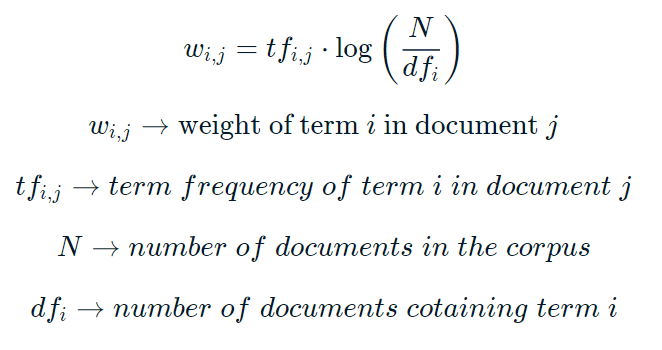 w_{i,j} = tf_{i,j} · log(N/df_i)
w_{i,j} → weight of term i in document j
tf_{i,j} → term frequency of term i in document j
N → number of documents in the corpus
df_i → number of documents cotaining term i